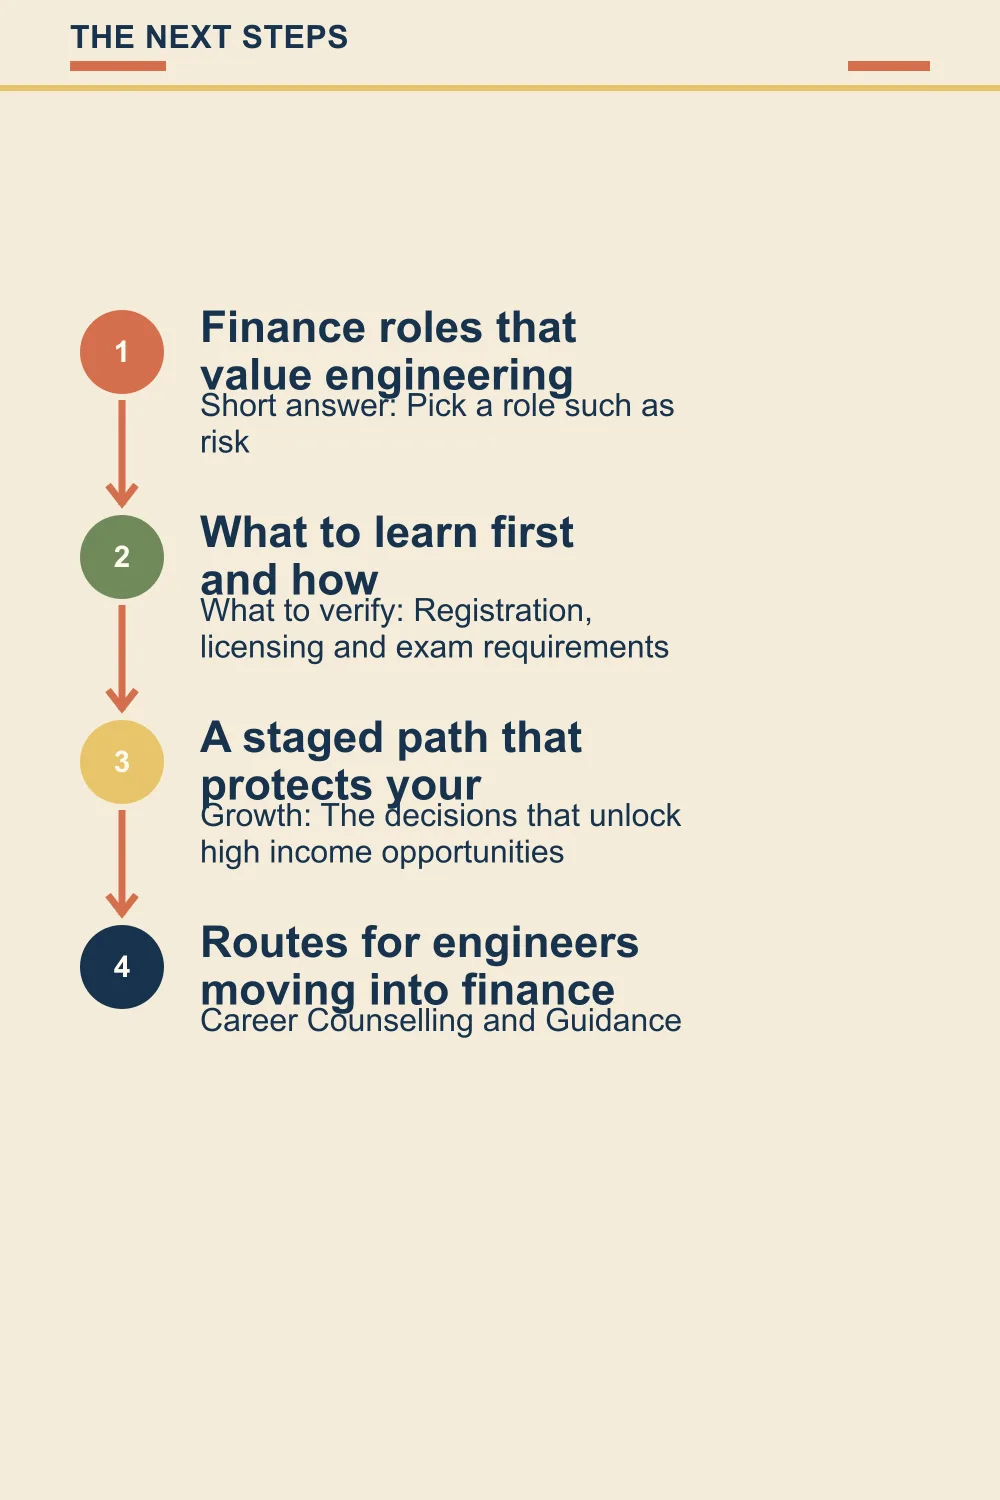 THE NEXT STEPS
1
Finance roles that
value engineering
Short answer: Pick a role such as
risk
2
What to learn first
and how
What to verify: Registration,
licensing and exam requirements
3
A staged path that
protects your
Growth: The decisions that unlock
high income opportunities
4
Routes for engineers
moving into finance
Career Counselling and Guidance